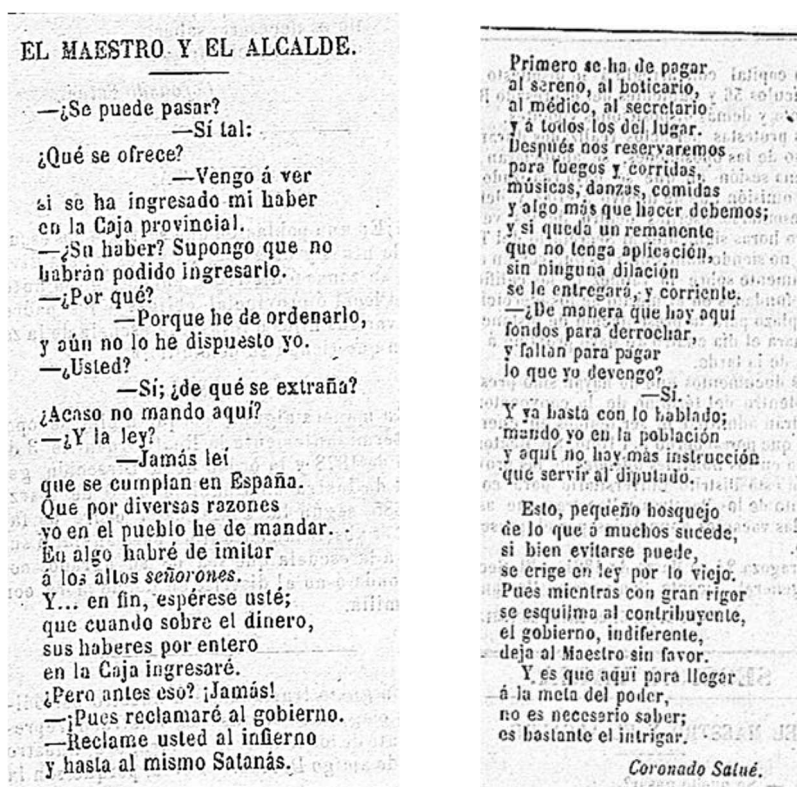 EL MAESTRO Y EL ALCALDE.
—¿Se puede pasar?
—Sí tal:
¿Qué se ofrece?
—Vengo á ver
si se ha ingresado mi haber
en la Caja provincial.
—¿Su haber? Supongo que no
habrán podido ingresarlo.
—¿Por qué?
—Porque he de ordenarlo,
y aún no lo he dispuesto yo.
—¿Usted?
—Sí; ¿de qué se extraña?
¿Acaso no mando aquí?
—¿Y la ley?
—Jamás leí
que se cumplan en España.
Que por diversas razones
yo en el pueblo he de mandar.
En algo habré de imitar
á los altos señorones.
Y... en fin, espérese usté;
que cuando sobre el dinero,
sus haberes por entero
en la Caja ingresaré.
¿Pero antes eso? ¡Jamás!
—¡Pues reclamaré al gobierno.
—Reclame usted al infierno
y hasta al mismo Satanás.
Primero se ha de pagar
al sereno, al boticario,
al médico, al secretario
y á todos los del lugar.
Después nos reservaremos
para fuegos y corridas,
músicas, danzas, comidas
y algo más que hacer debemos;
y si queda un remanente
que no tenga aplicación,
sin ninguna dilación
se le entregará, y corriente.
—¿De manera que hay aquí
fondos para derrochar,
y faltan para pagar
lo que yo devengo?
—Sí.
Y ya basta con lo hablado;
mando yo en la población
y aquí no hay más instrucción
que servir al diputado.
Esto, pequeño bosquejo
de lo que á muchos sucede,
si bien evitarse puede,
se erige en ley por lo viejo.
Pues mientras con gran rigor
se esquilma al contribuyente,
el gobierno, indiferente,
deja al Maestro sin favor.
Y es que aquí para llegar
á la meta del poder,
no es necesario saber;
es bastante el intrigar.
Coronado Satué.